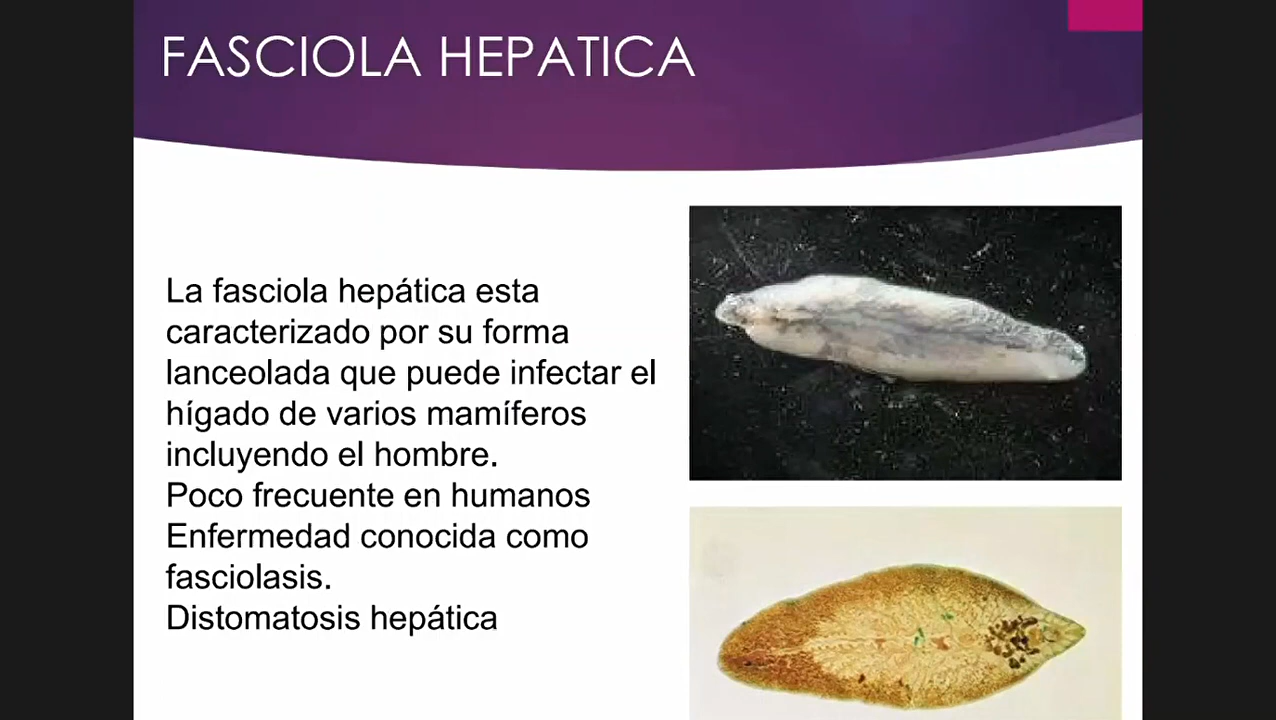 FASCIOLA HEPATICA
La fasciola hepática esta
caracterizado por su forma
lanceolada que puede infectar el
hígado de varios mamíferos
incluyendo el hombre.
Poco frecuente en humanos
Enfermedad conocida como
fasciolasis.
Distomatosis hepática